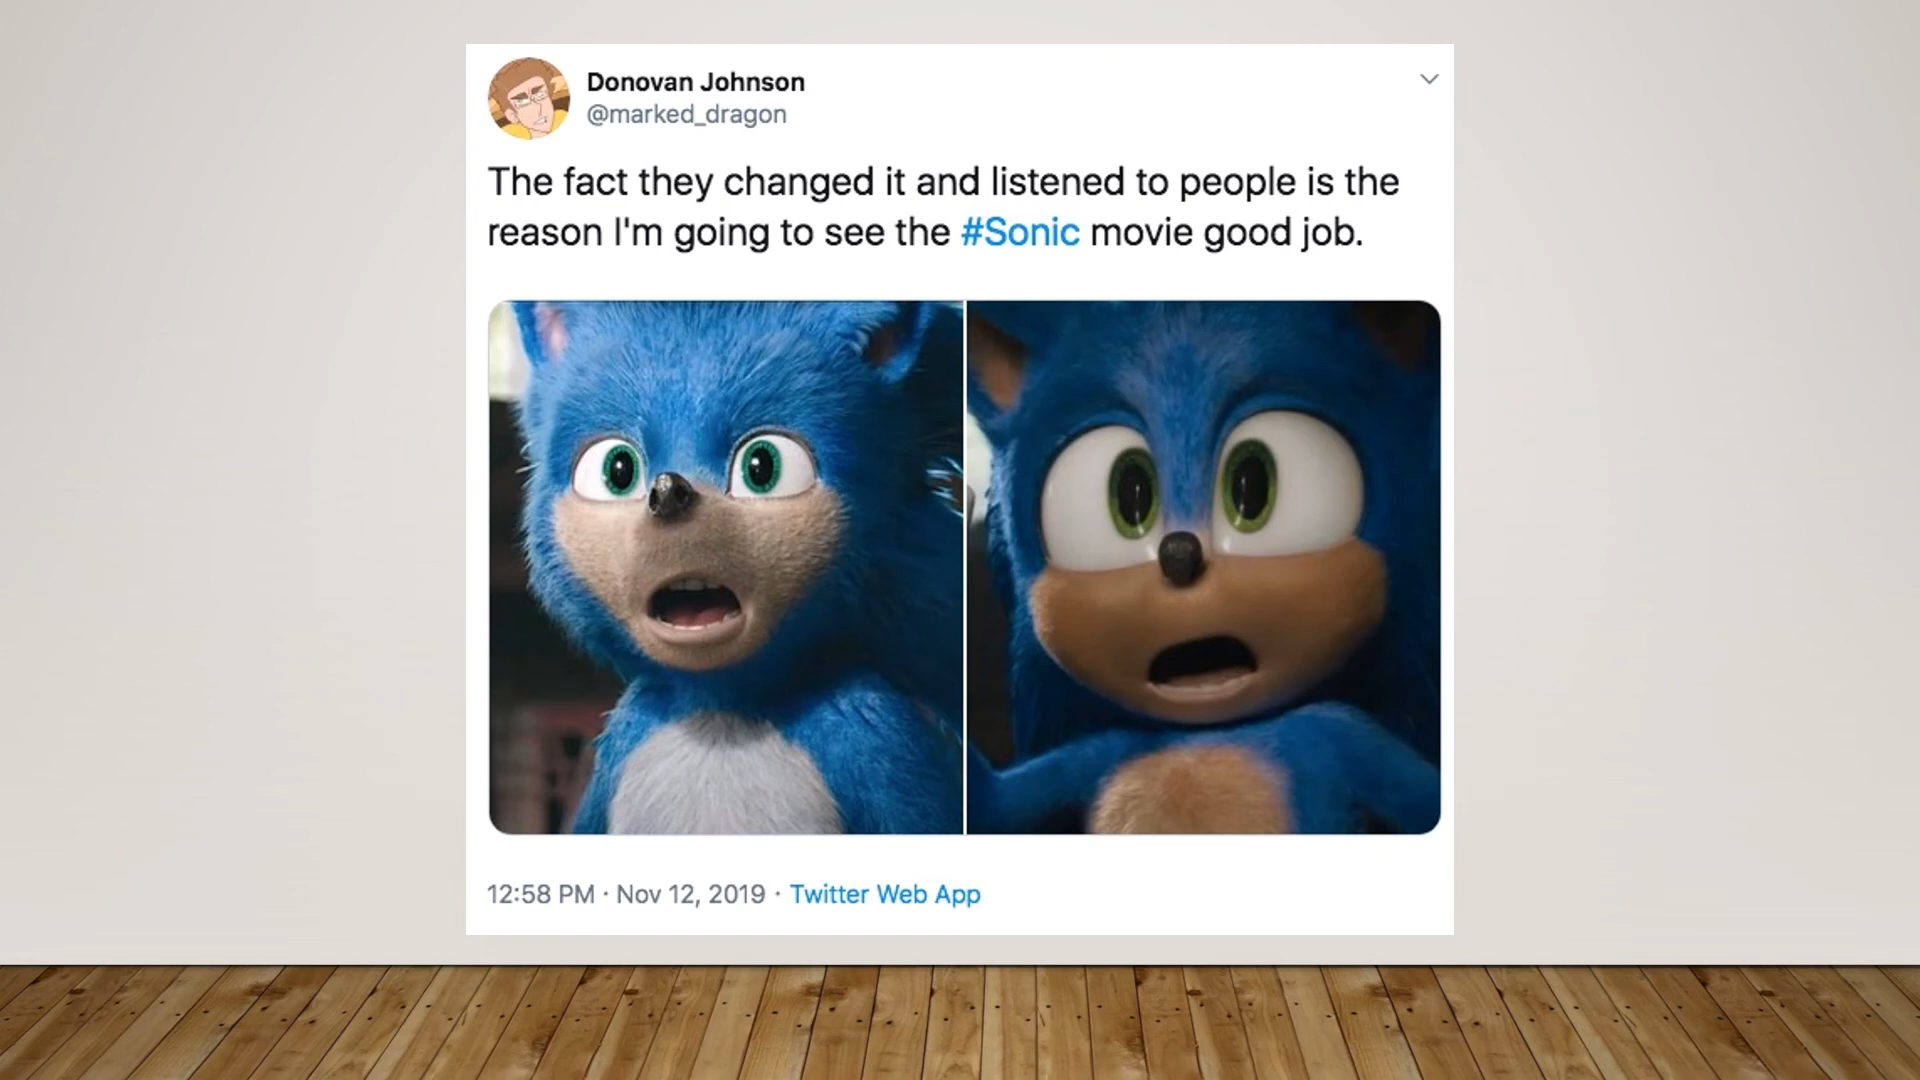 Donovan Johnson
@marked_dragon
The fact they changed it and listened to people is the
reason I'm going to see the #Sonic movie good job.
12:58 PM · Nov 12, 2019 · Twitter Web App